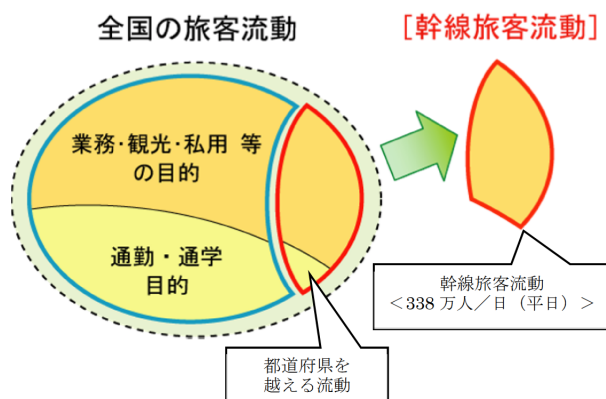 全国の旅客流動
［幹線旅客流動］
業務・観光・私用 等
の目的
通勤・通学
目的
幹線旅客流動
＜338 万人／日（平日）＞
都道府県を
越える流動